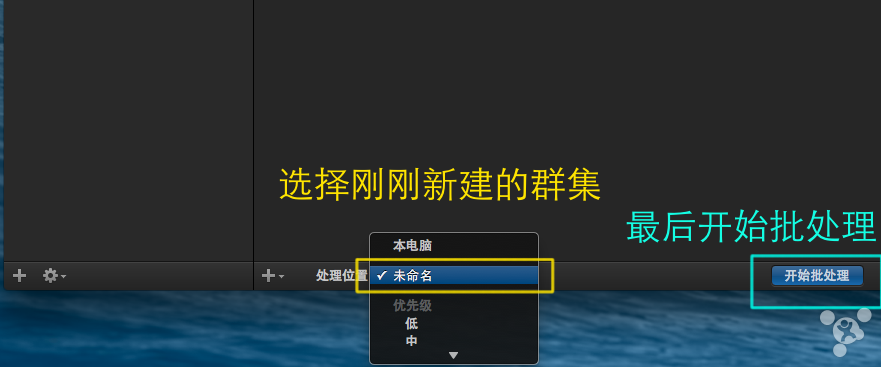 选择刚刚新建的群集
最后开始批处理
本电脑
处理位置 ✓ 未命名
开始批处理
优先级
低
中